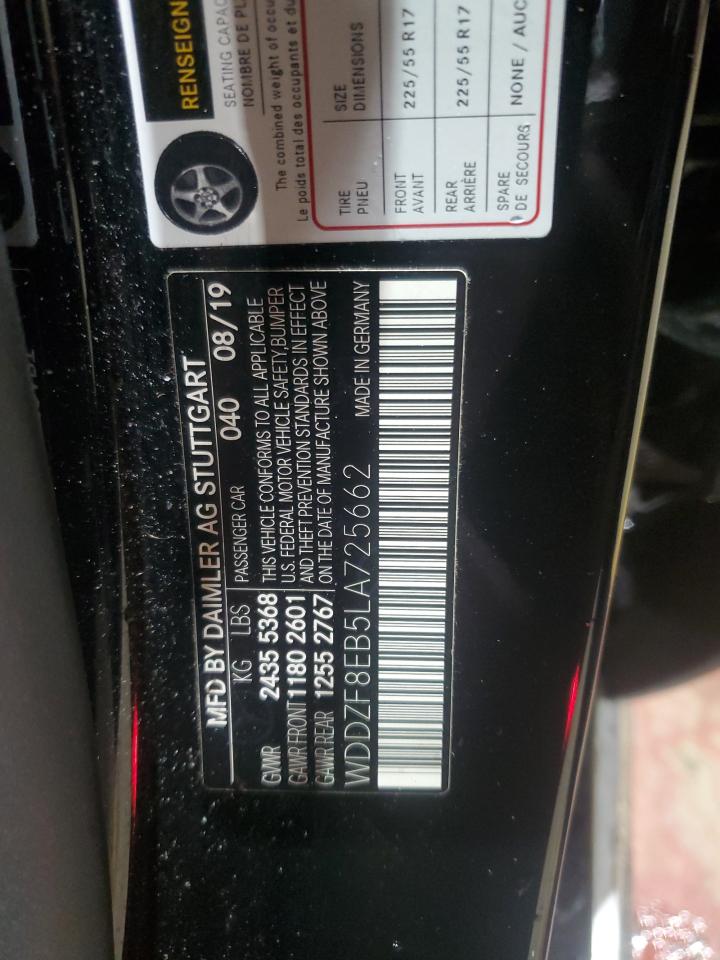 MFD BY DAIMLER AG STUTTGART
040 08/19
KG LBS PASSENGER CAR
GVWR 2435 5368 THIS VEHICLE CONFORMS TO ALL APPLICABLE
GAWR FRONT 1180 2601 U.S. FEDERAL MOTOR VEHICLE SAFETY, BUMPER
GAWR REAR 1255 2767 AND THEFT PREVENTION STANDARDS IN EFFECT
ON THE DATE OF MANUFACTURE SHOWN ABOVE
WDDZF8EB5LA725662 MADE IN GERMANY
RENSEIGN
SEATING CAPAC
NOMBRE DE PL
The combined weight of occu
Le poids total des occupants et du
TIRE SIZE
PNEU DIMENSIONS
FRONT 225/55 R17
AVANT
REAR 225/55 R17
ARRIÈRE
SPARE NONE / AUC
DE SECOURS